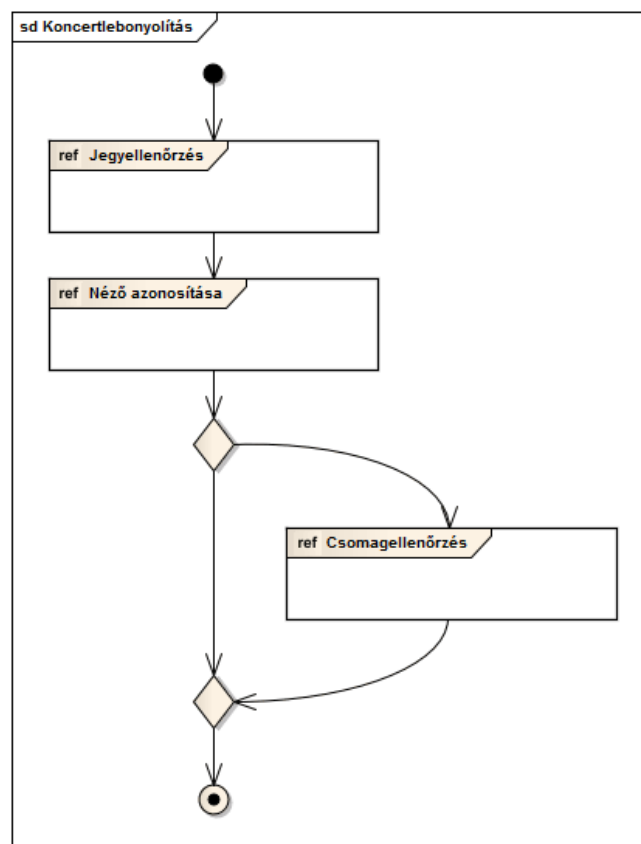 sd Koncertlebonyolítás
ref Jegyellenőrzés
ref Néző azonosítása
ref Csomagellenőrzés